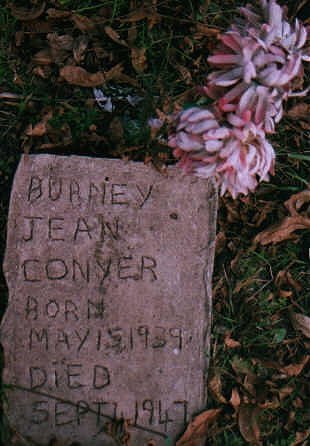 BURNEY
JEAN
CONYER
BORN
MAY 15 1939
DiED
SEPT 1, 1947